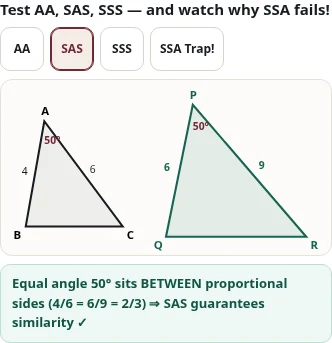 Test AA, SAS, SSS — and watch why SSA fails!
AA
SAS
SSS
SSA Trap!
A
50°
4
6
B
C
P
50°
6
9
Q
R
Equal angle 50° sits BETWEEN proportional
sides (4/6 = 6/9 = 2/3) ⇒ SAS guarantees
similarity ✓